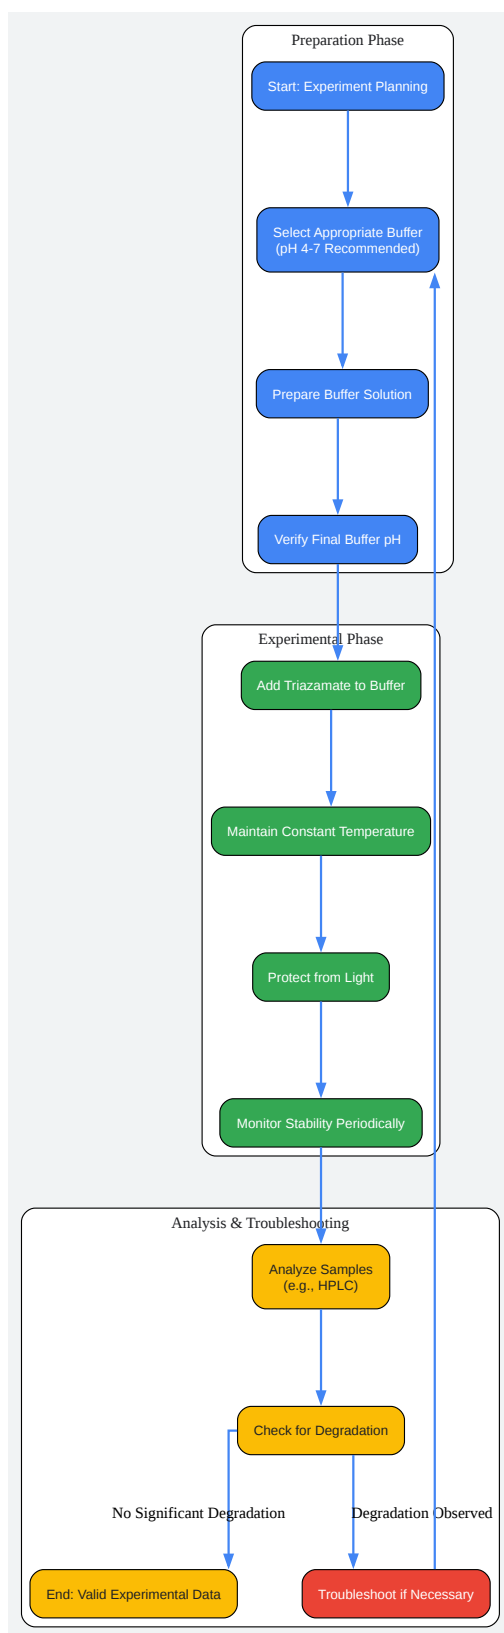 Preparation Phase
Start: Experiment Planning
Select Appropriate Buffer
(pH 4-7 Recommended)
Prepare Buffer Solution
Verify Final Buffer pH
Experimental Phase
Add Triazamate to Buffer
Maintain Constant Temperature
Protect from Light
Monitor Stability Periodically
Analysis & Troubleshooting
Analyze Samples
(e.g., HPLC)
Check for Degradation
No Significant Degradation
Degradation Observed
End: Valid Experimental Data
Troubleshoot if Necessary